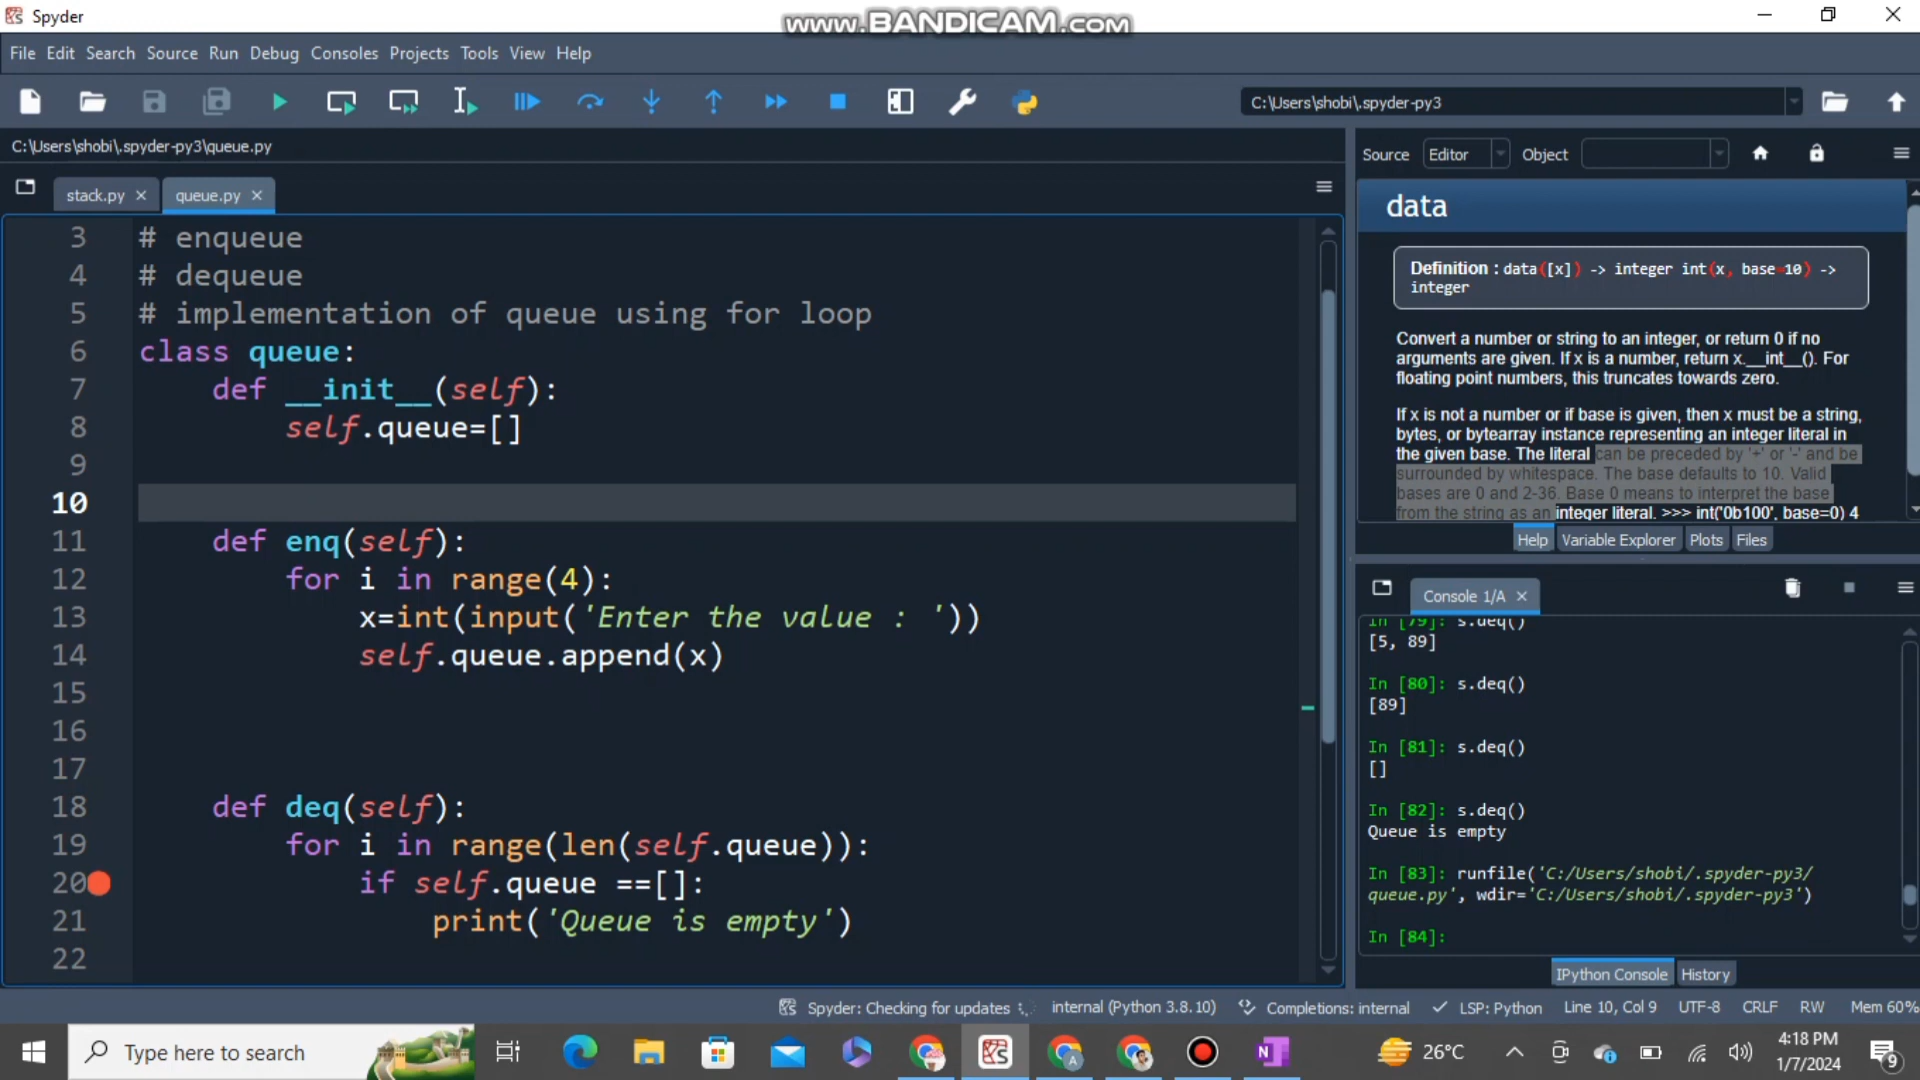 Spyder
www.BANDICAM.com
File Edit Search Source Run Debug Consoles Projects Tools View Help
C:\Users\shobi\.spyder-py3
C:\Users\shobi\.spyder-py3\queue.py
stack.py
queue.py
3 # enqueue
4 # dequeue
5 # implementation of queue using for loop
6 class queue:
7 def __init__(self):
8 self.queue=[]
9
10
11 def enq(self):
12 for i in range(4):
13 x=int(input('Enter the value : '))
14 self.queue.append(x)
15
16
17
18 def deq(self):
19 for i in range(len(self.queue)):
20 if self.queue ==[]:
21 print('Queue is empty')
22
Source Editor Object
data
Definition : data([x]) -> integer int(x, base=10) ->
integer
Convert a number or string to an integer, or return 0 if no
arguments are given. If x is a number, return x.__int__(). For
floating point numbers, this truncates towards zero.
If x is not a number or if base is given, then x must be a string,
bytes, or bytearray instance representing an integer literal in
the given base. The literal can be preceded by '+' or '-' and be
surrounded by whitespace. The base defaults to 10. Valid
bases are 0 and 2-36. Base 0 means to interpret the base
from the string as an integer literal. >>> int('0b100', base=0) 4
Help Variable Explorer Plots Files
Console 1/A
In [79]: s.deq()
[5, 89]
In [80]: s.deq()
[89]
In [81]: s.deq()
[]
In [82]: s.deq()
Queue is empty
In [83]: runfile('C:/Users/shobi/.spyder-py3/
queue.py', wdir='C:/Users/shobi/.spyder-py3')
In [84]:
IPython Console History
Spyder: Checking for updates internal (Python 3.8.10) Completions: internal LSP: Python Line 10, Col 9 UTF-8 CRLF RW Mem 60%
Type here to search
26°C
4:18 PM
1/7/2024
9